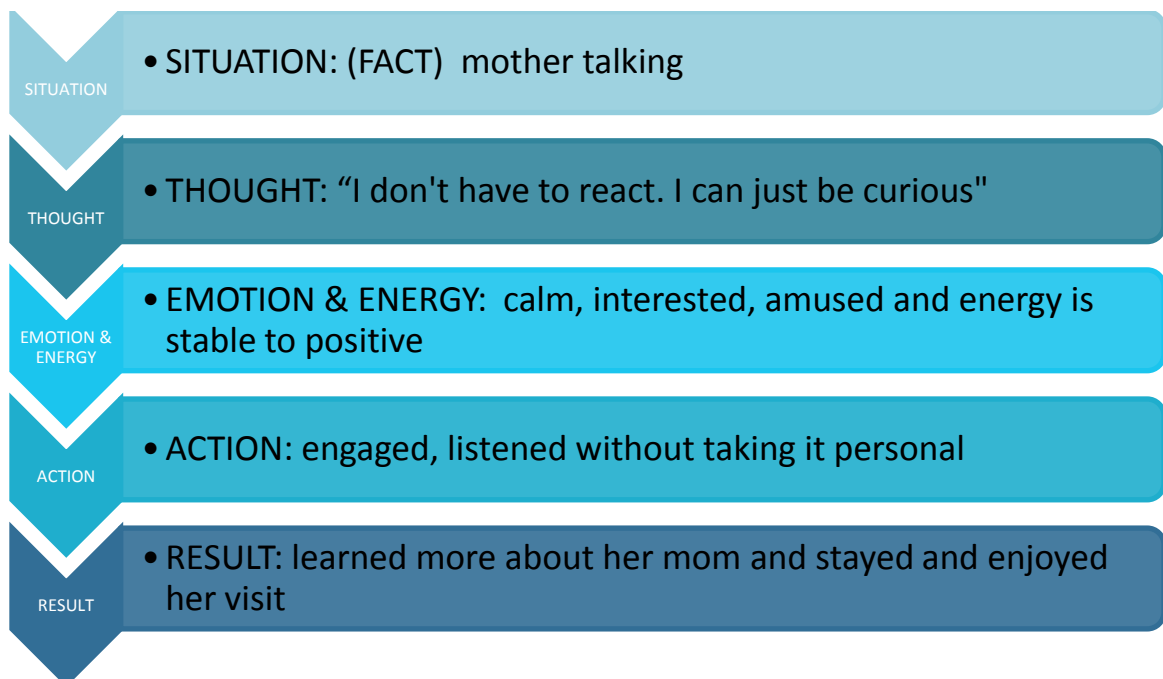 SITUATION
• SITUATION: (FACT)  mother talking
THOUGHT
• THOUGHT: “I don't have to react. I can just be curious"
EMOTION &
ENERGY
• EMOTION & ENERGY:  calm, interested, amused and energy is
stable to positive
ACTION
• ACTION: engaged, listened without taking it personal
RESULT
• RESULT: learned more about her mom and stayed and enjoyed
her visit